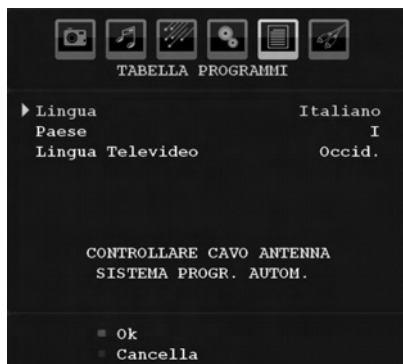 TABELLA PROGRAMMI
Lingua Italiano
Paese I
Lingua Televideo Occid.
CONTROLLARE CAVO ANTENNA
SISTEMA PROGR. AUTOM.
Ok
Cancella